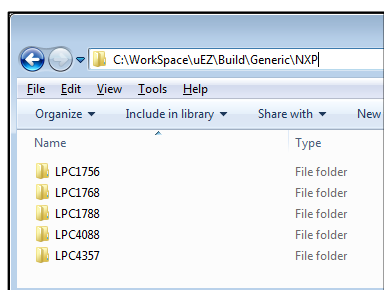 C:\WorkSpace\uEZ\Build\Generic\NXP
File Edit View Tools Help
Organize Include in library Share with New
Name Type
LPC1756 File folder
LPC1768 File folder
LPC1788 File folder
LPC4088 File folder
LPC4357 File folder